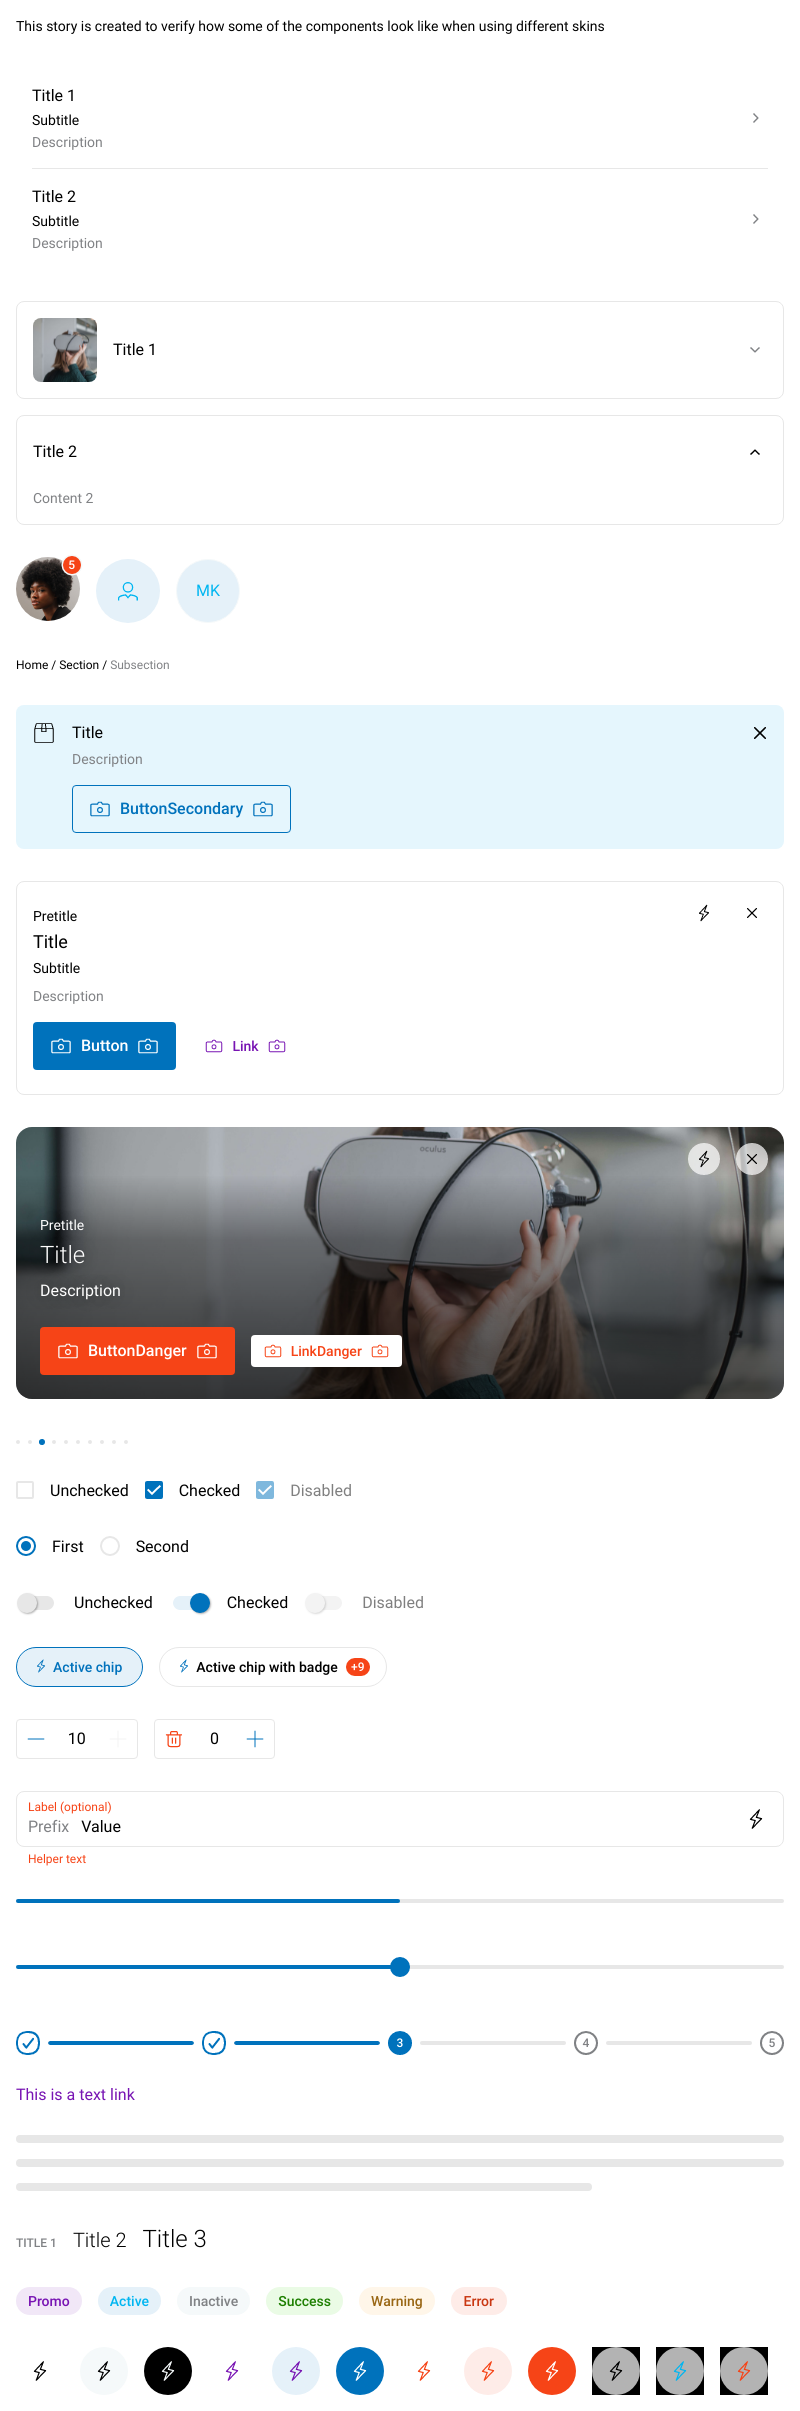 This story is created to verify how some of the components look like when using different skins
Title 1
Subtitle
Description
Title 2
Subtitle
Description
Title 1
Title 2
Content 2
5
MK
Home / Section / Subsection
Title
Description
ButtonSecondary
Pretitle
Title
Subtitle
Description
Button Link
oculus
Pretitle
Title
Description
ButtonDanger LinkDanger
Unchecked Checked Disabled
First Second
Unchecked Checked Disabled
Active chip Active chip with badge +9
10 0
Label (optional)
Prefix Value
Helper text
3 4 5
This is a text link
TITLE 1 Title 2 Title 3
Promo Active Inactive Success Warning Error